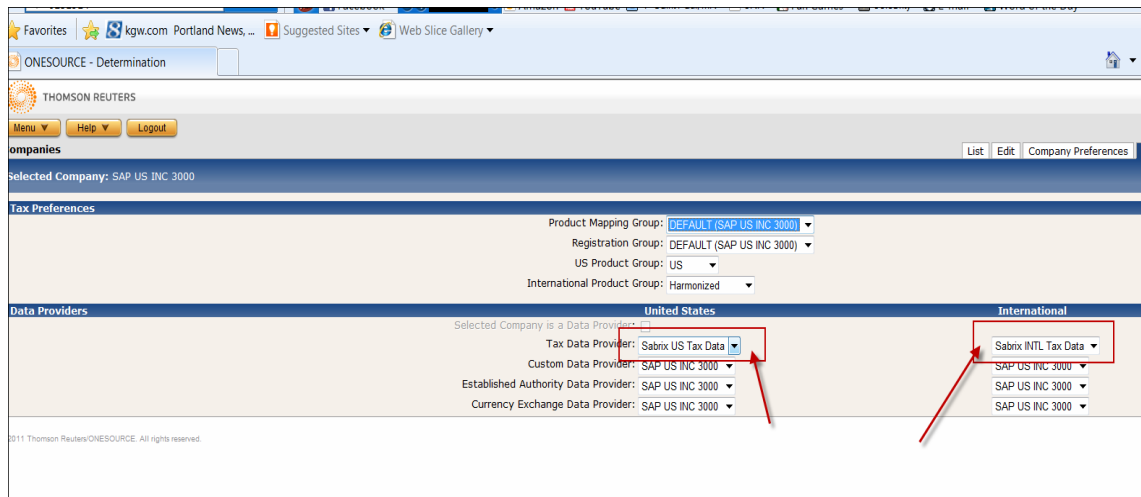 Favorites kgw.com Portland News, ... Suggested Sites ▾ Web Slice Gallery ▾
ONESOURCE - Determination
THOMSON REUTERS
Menu ▼ Help ▼ Logout
ompanies List Edit Company Preferences
Selected Company: SAP US INC 3000
Tax Preferences
Product Mapping Group: DEFAULT (SAP US INC 3000)
Registration Group: DEFAULT (SAP US INC 3000)
US Product Group: US
International Product Group: Harmonized
Data Providers United States International
Selected Company is a Data Provider:
Tax Data Provider: Sabrix US Tax Data Sabrix INTL Tax Data
Custom Data Provider: SAP US INC 3000 SAP US INC 3000
Established Authority Data Provider: SAP US INC 3000 SAP US INC 3000
Currency Exchange Data Provider: SAP US INC 3000 SAP US INC 3000
2011 Thomson Reuters/ONESOURCE. All rights reserved.